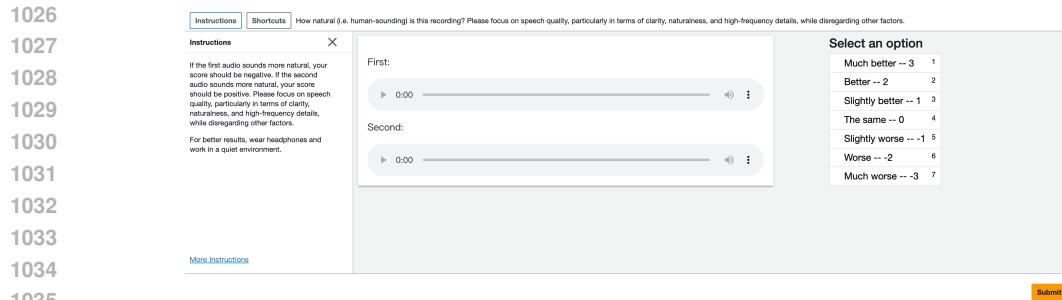 1026
1027
1028
1029
1030
1031
1032
1033
1034
1035
Instructions Shortcuts How natural (i.e. human-sounding) is this recording? Please focus on speech quality, particularly in terms of clarity, naturalness, and high-frequency details, while disregarding other factors.
Instructions
If the first audio sounds more natural, your
score should be negative. If the second
audio sounds more natural, your score
should be positive. Please focus on speech
quality, particularly in terms of clarity,
naturalness, and high-frequency details,
while disregarding other factors.
For better results, wear headphones and
work in a quiet environment.
More Instructions
First:
0:00
Second:
0:00
Select an option
Much better -- 3 1
Better -- 2 2
Slightly better -- 1 3
The same -- 0 4
Slightly worse -- -1 5
Worse -- -2 6
Much worse -- -3 7
Submit